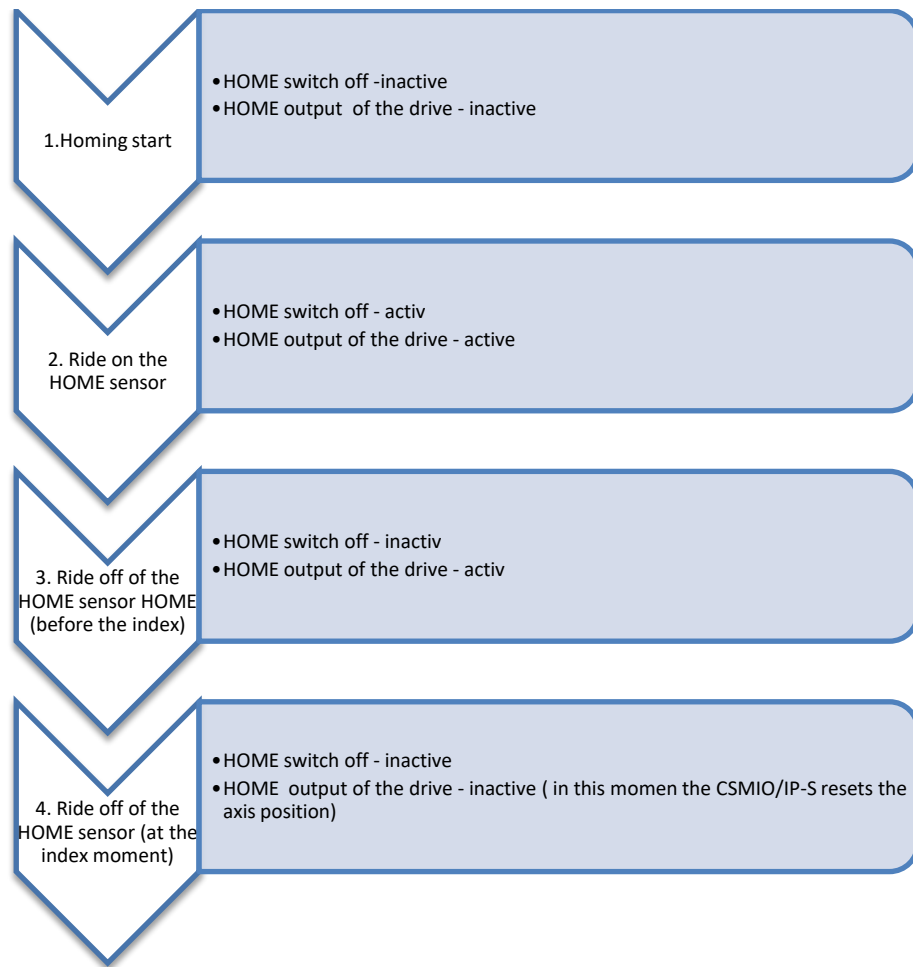 1.Homing start
•HOME switch off -inactive
•HOME output of the drive - inactive
2. Ride on the
HOME sensor
•HOME switch off - activ
•HOME output of the drive - active
3. Ride off of the
HOME sensor HOME
(before the index)
•HOME switch off - inactiv
•HOME output of the drive - activ
4. Ride off of the
HOME sensor (at the
index moment)
•HOME switch off - inactive
•HOME output of the drive - inactive ( in this momen the CSMIO/IP-S resets the
axis position)